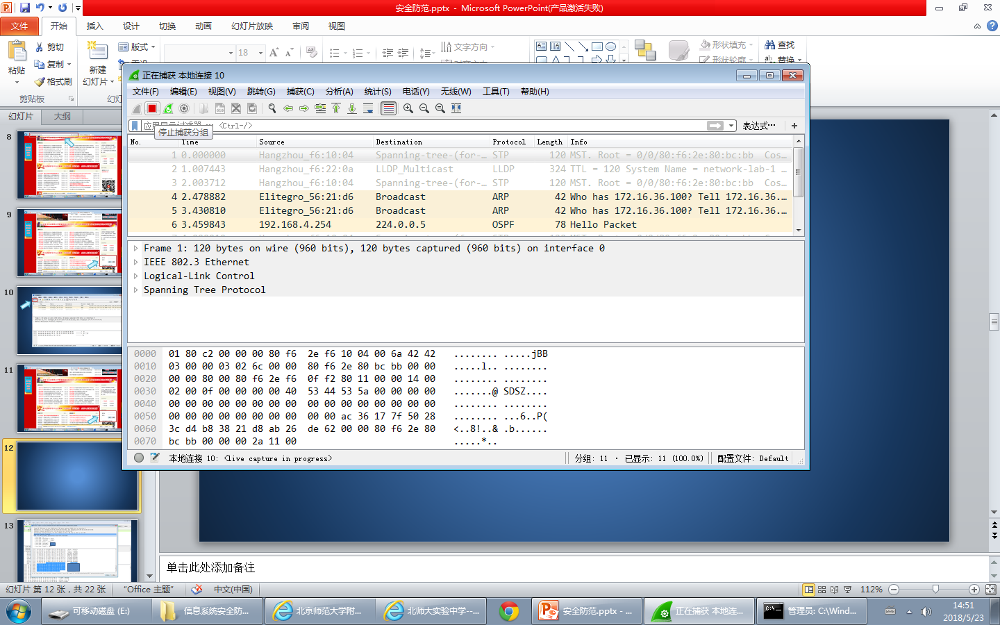 安全防范.pptx - Microsoft PowerPoint(产品激活失败)
文件 开始 插入 设计 切换 动画 幻灯片放映 审阅 视图
剪切 版式 18 文字方向 形状填充 查找
粘贴 复制 新建 形状轮廓 替换
格式刷 幻灯片
剪贴板
幻灯片 大纲
正在捕获 本地连接 10
文件(F) 编辑(E) 视图(V) 跳转(G) 捕获(C) 分析(A) 统计(S) 电话(Y) 无线(W) 工具(T) 帮助(H)
应用显示过滤器 … <Ctrl-/> 表达式…
停止捕获分组
No. Time Source Destination Protocol Length Info
1 0.000000 Hangzhou_f6:10:04 Spanning-tree-(for-… STP 120 MST. Root = 0/0/80:f6:2e:80:bc:bb Cos…
2 1.007443 Hangzhou_f6:22:0a LLDP_Multicast LLDP 324 TTL = 120 System Name = network-lab-1 …
3 2.003712 Hangzhou_f6:10:04 Spanning-tree-(for-… STP 120 MST. Root = 0/0/80:f6:2e:80:bc:bb Cos…
4 2.478882 Elitegro_56:21:d6 Broadcast ARP 42 Who has 172.16.36.100? Tell 172.16.36.…
5 3.430810 Elitegro_56:21:d6 Broadcast ARP 42 Who has 172.16.36.100? Tell 172.16.36.…
6 3.459843 192.168.4.254 224.0.0.5 OSPF 78 Hello Packet
Frame 1: 120 bytes on wire (960 bits), 120 bytes captured (960 bits) on interface 0
IEEE 802.3 Ethernet
Logical-Link Control
Spanning Tree Protocol
0000 01 80 c2 00 00 00 80 f6 2e f6 10 04 00 6a 42 42 ........ .....jBB
0010 03 00 00 03 02 6c 00 00 80 f6 2e 80 bc bb 00 00 .....l.. ........
0020 00 00 80 00 80 f6 2e f6 0f f2 80 11 00 00 14 00 ........ ........
0030 02 00 0f 00 00 00 00 40 53 44 53 5a 00 00 00 00 .......@ SDSZ....
0040 00 00 00 00 00 00 00 00 00 00 00 00 00 00 00 00 ........ ........
0050 00 00 00 00 00 00 00 00 00 00 ac 36 17 7f 50 28 ........ ...6..P(
0060 3c d4 b8 38 21 d8 ab 26 de 62 00 00 80 f6 2e 80 <..8!..& .b......
0070 bc bb 00 00 00 2a 11 00 .....*..
本地连接 10: <live capture in progress> 分组: 11 · 已显示: 11 (100.0%) 配置文件: Default
8
9
10
11
12
13
单击此处添加备注
幻灯片 第 12 张，共 22 张 "Office 主题" 中文(中国) 112%
可移动磁盘 (E:) 信息系统安全防... 北京师范大学附... 北师大实验中学--... 安全防范.pptx - ... 正在捕获 本地连... 管理员: C:\Wind... 14:51
2018/5/23